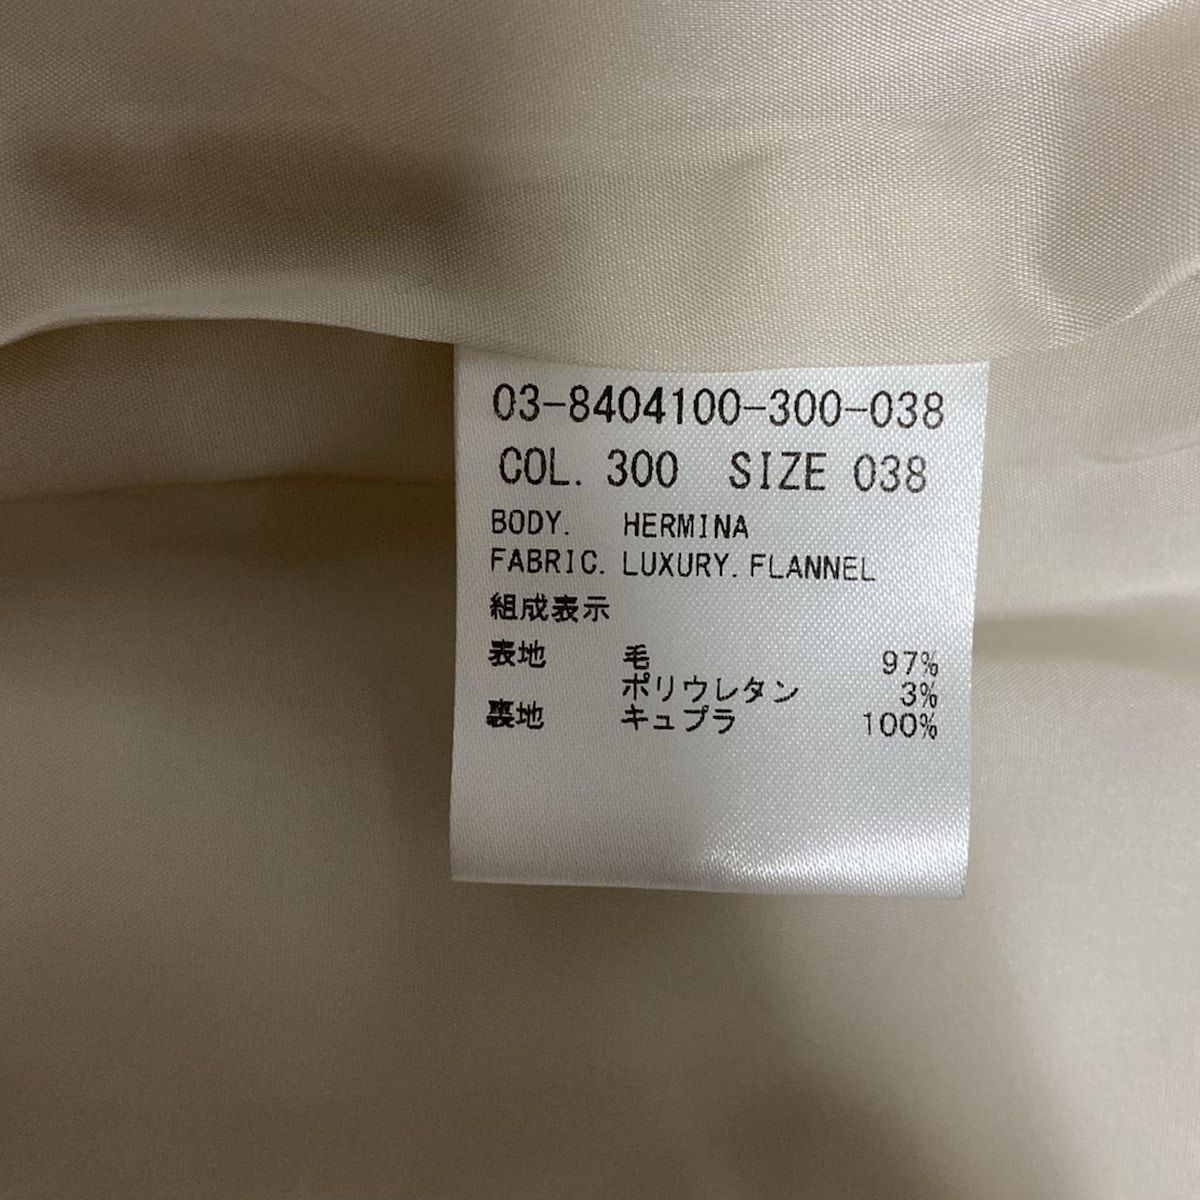 03-8404100-300-038
COL. 300 SIZE 038
BODY. HERMINA
FABRIC. LUXURY. FLANNEL
組成表示
表地 毛 97%
ポリウレタン 3%
裏地 キュプラ 100%